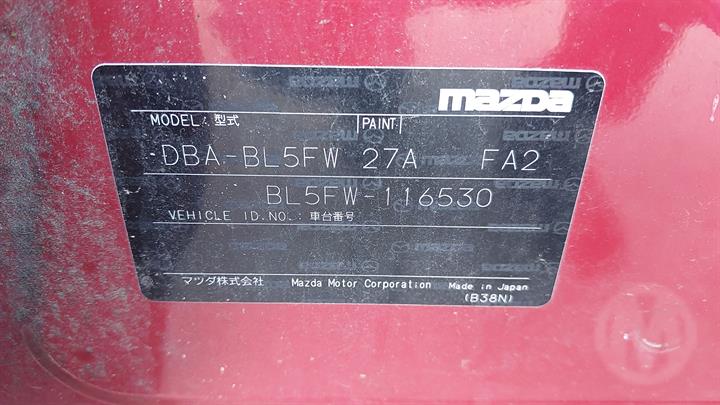 mazda
MODEL / 型式 PAINT
DBA-BL5FW 27A FA2
BL5FW-116530
VEHICLE ID.NO.: 車台番号
マツダ株式会社 Mazda Motor Corporation Made in Japan
(B38N)
M